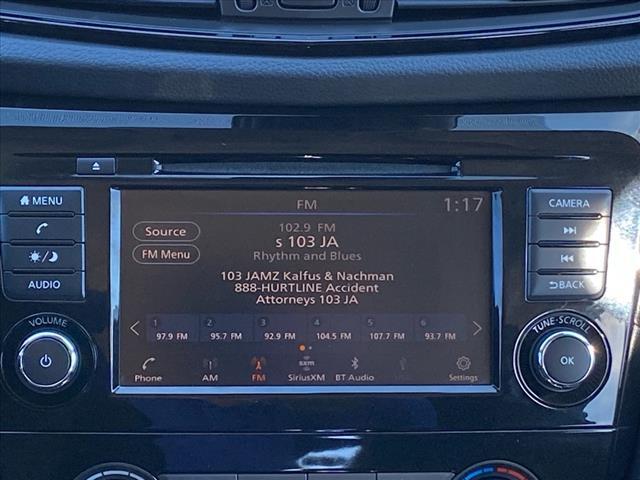 FM
1:17
102.9 FM
s 103 JA
Rhythm and Blues
Source
FM Menu
103 JAMZ Kalfus & Nachman
888-HURTLINE Accident
Attorneys 103 JA
1 2 3 4 5 6
97.9 FM 95.7 FM 92.9 FM 104.5 FM 107.7 FM 93.7 FM
sxm
Phone AM FM SiriusXM BT Audio Settings
MENU
AUDIO
VOLUME
CAMERA
BACK
TUNE·SCROLL
OK